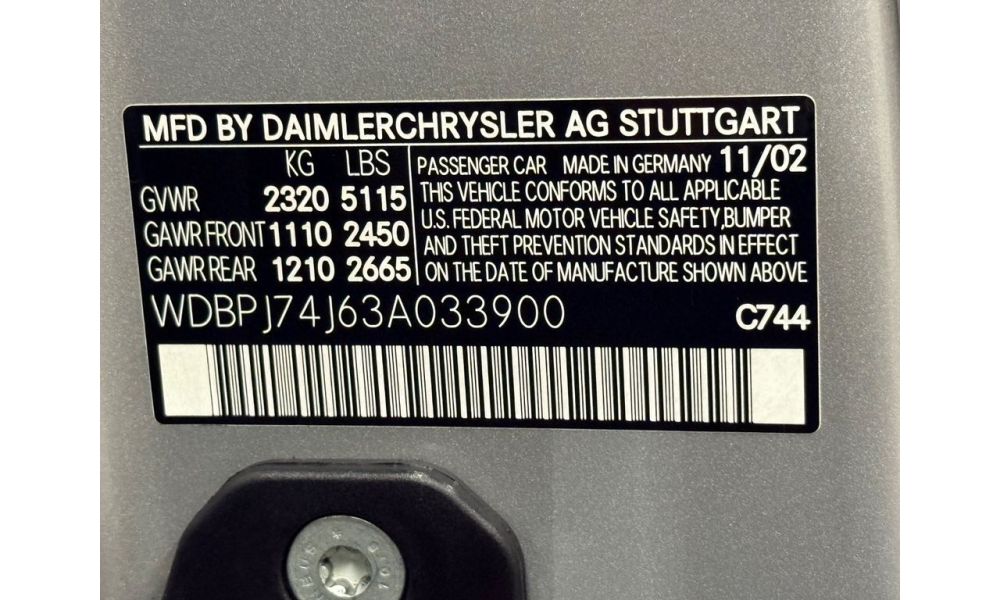 MFD BY DAIMLERCHRYSLER AG STUTTGART
KG LBS
GVWR 2320 5115
GAWR FRONT 1110 2450
GAWR REAR 1210 2665
PASSENGER CAR MADE IN GERMANY 11/02
THIS VEHICLE CONFORMS TO ALL APPLICABLE
U.S. FEDERAL MOTOR VEHICLE SAFETY,BUMPER
AND THEFT PREVENTION STANDARDS IN EFFECT
ON THE DATE OF MANUFACTURE SHOWN ABOVE
WDBPJ74J63A033900 C744